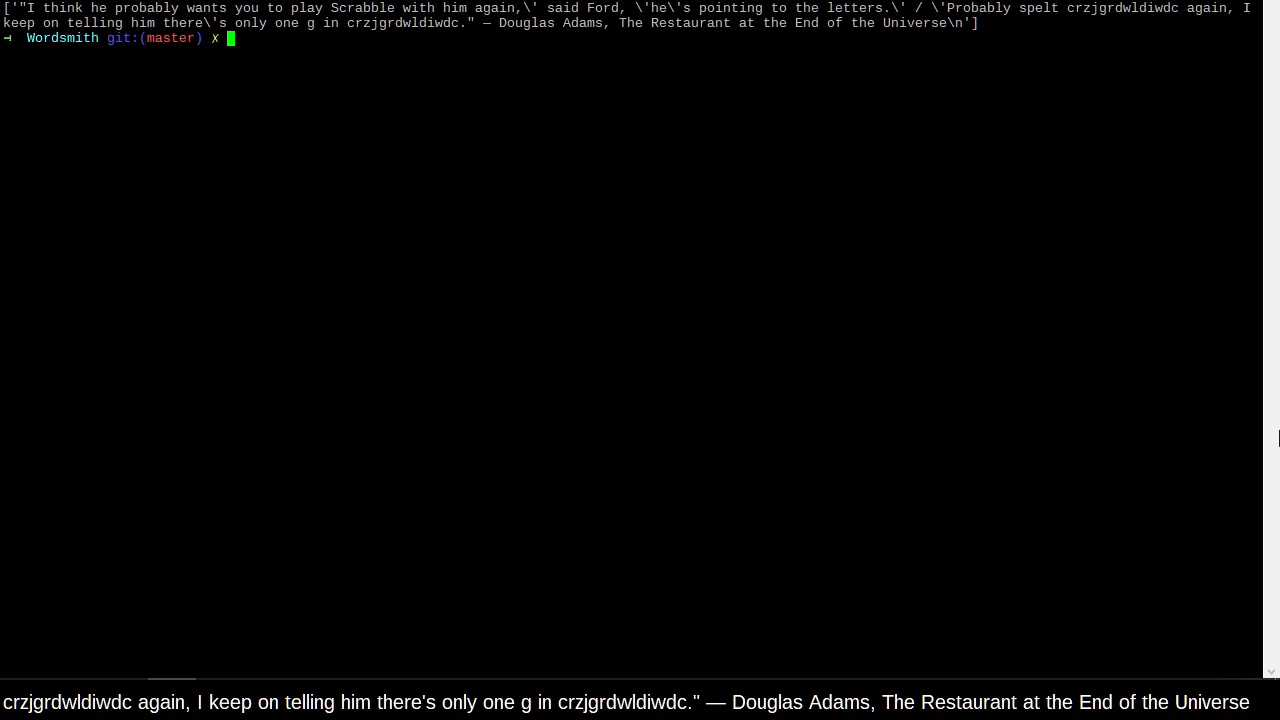 ['"I think he probably wants you to play Scrabble with him again,\' said Ford, \'he\'s pointing to the letters.\' / \'Probably spelt crzjgrdwldiwdc again, I
keep on telling him there\'s only one g in crzjgrdwldiwdc." — Douglas Adams, The Restaurant at the End of the Universe\n']
→ Wordsmith git:(master) ✗
crzjgrdwldiwdc again, I keep on telling him there's only one g in crzjgrdwldiwdc." — Douglas Adams, The Restaurant at the End of the Universe